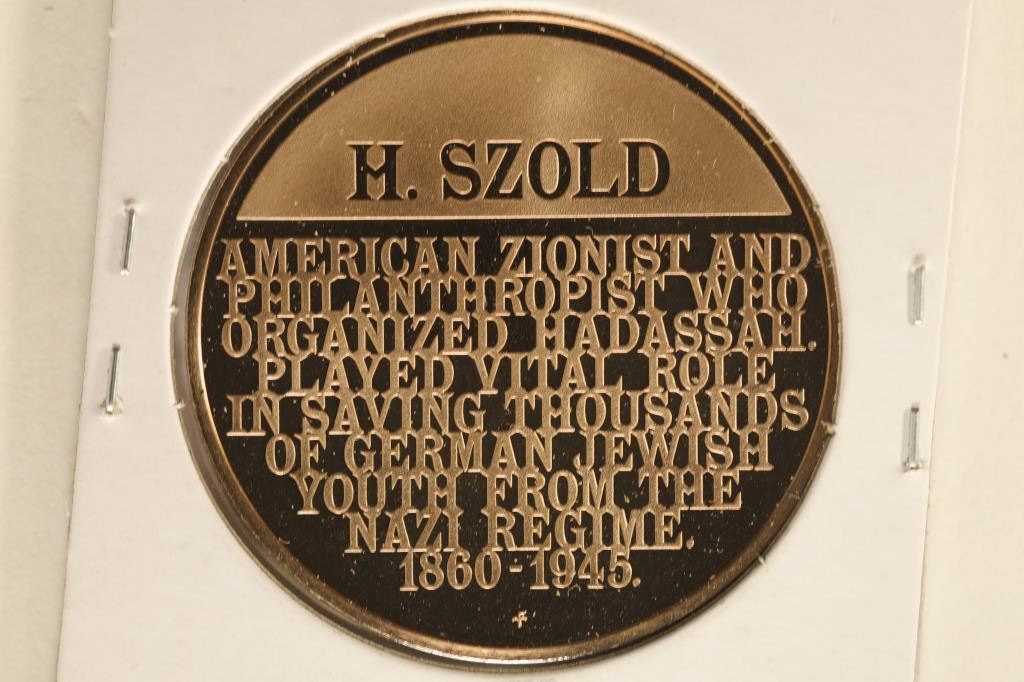 H. SZOLD
AMERICAN ZIONIST AND
PHILANTHROPIST WHO
ORGANIZED HADASSAH.
PLAYED VITAL ROLE
IN SAVING THOUSANDS
OF GERMAN JEWISH
YOUTH FROM THE
NAZI REGIME.
1860-1945.